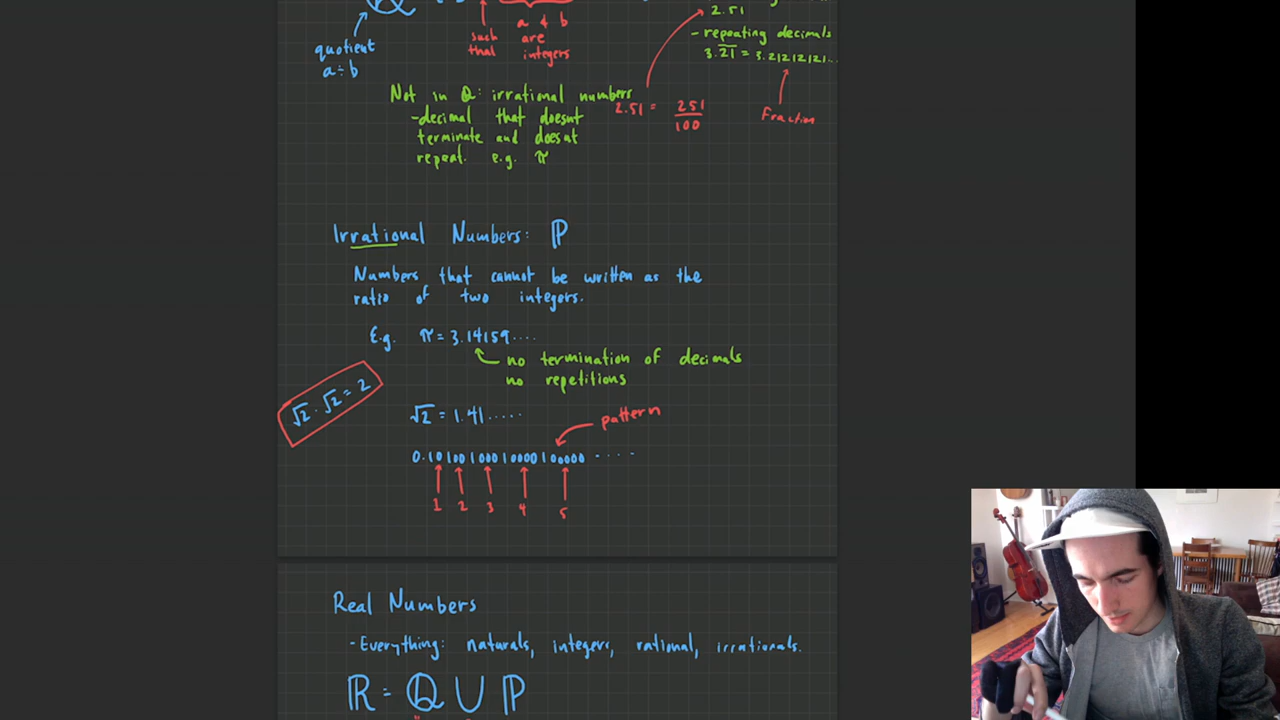 2.51
such a & b
that are
integers
quotient
a ÷ b
- repeating decimals
3.21 = 3.21212121...
Not in ℚ: irrational numbers
-decimal that doesnt
terminate and doesnt
repeat. e.g. π
2.51 = 251
100
Fraction
Irrational Numbers: ℙ
Numbers that cannot be written as the
ratio of two integers.
E.g. π = 3.14159....
no termination of decimals
no repetitions
√2 · √2 = 2
√2 = 1.41.....
pattern
0.10100100010000100000 ....
1 2 3 4 5
Real Numbers
- Everything: naturals, integers, rational, irrationals.
ℝ = ℚ ∪ ℙ